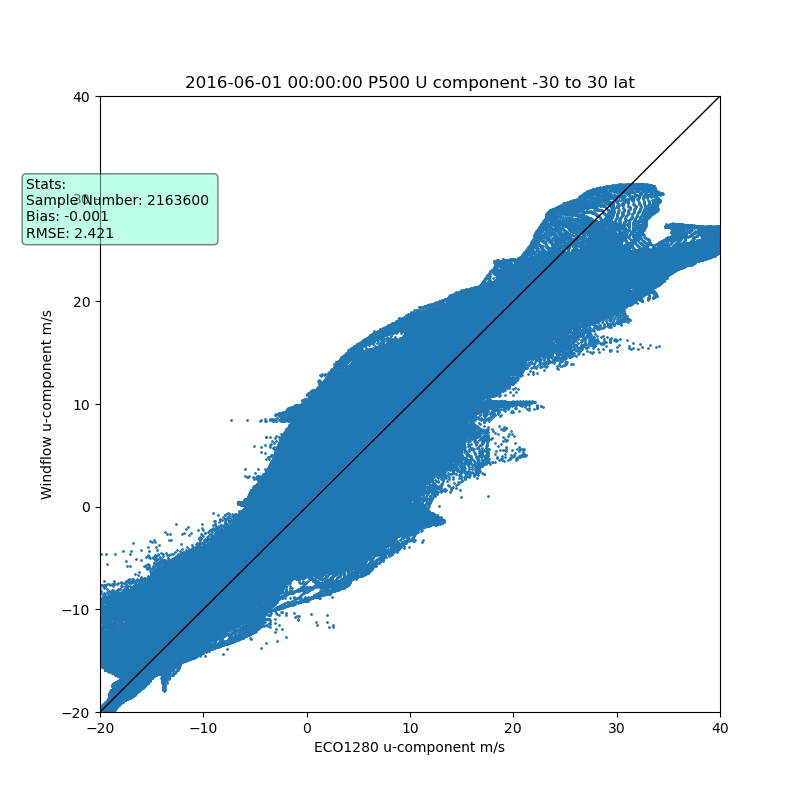 2016-06-01 00:00:00 P500 U component -30 to 30 lat
40
30
20
10
0
−10
−20
Stats:
Sample Number: 2163600
Bias: -0.001
RMSE: 2.421
Windflow u-component m/s
−20
−10
0
10
20
30
40
ECO1280 u-component m/s